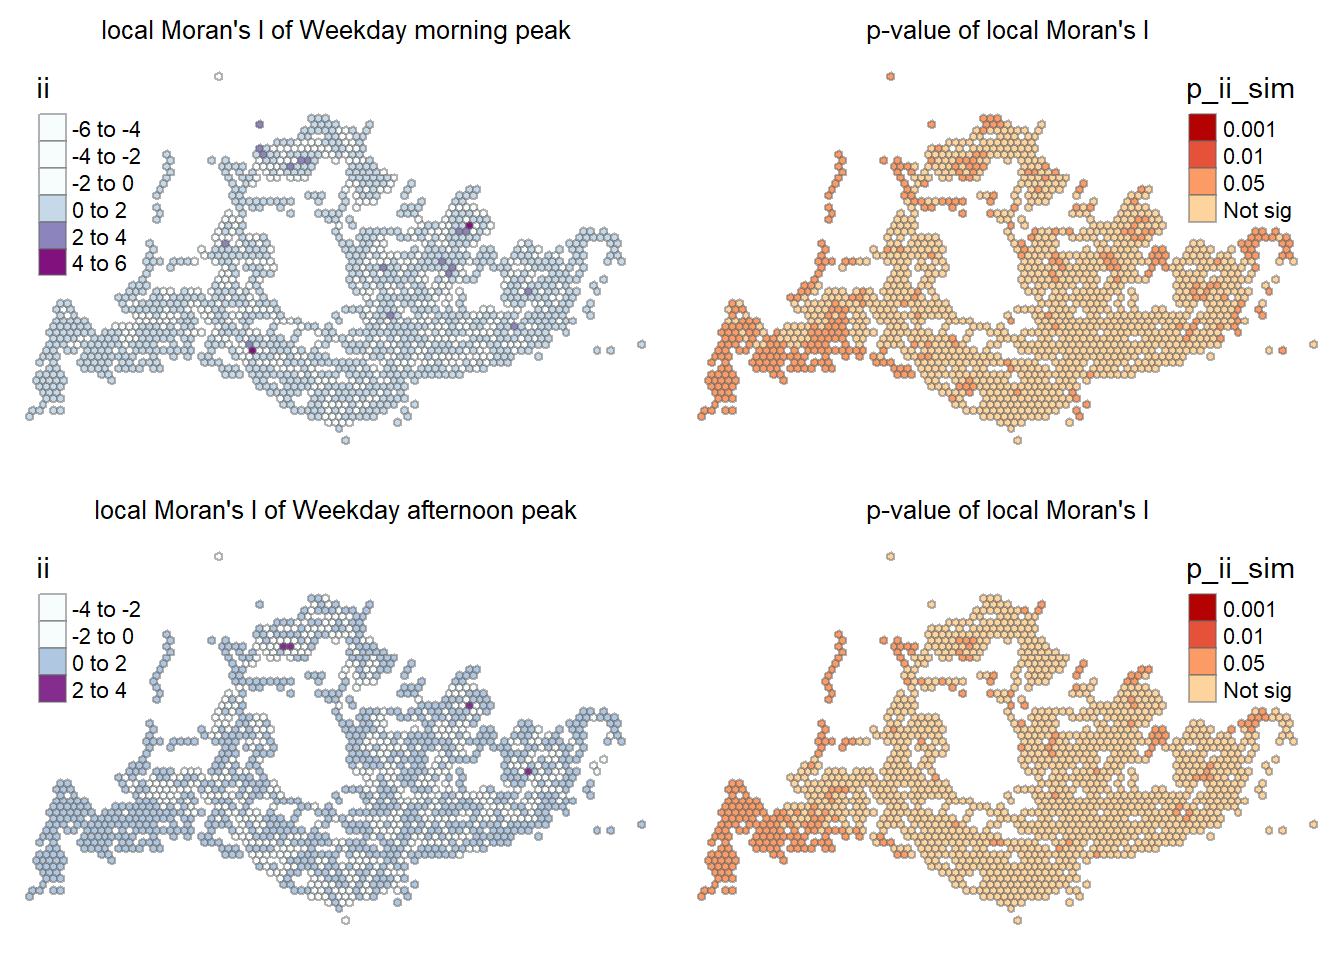 local Moran's I of Weekday morning peak
ii
-6 to -4
-4 to -2
-2 to 0
0 to 2
2 to 4
4 to 6
p-value of local Moran's I
p_ii_sim
0.001
0.01
0.05
Not sig
local Moran's I of Weekday afternoon peak
ii
-4 to -2
-2 to 0
0 to 2
2 to 4
p-value of local Moran's I
p_ii_sim
0.001
0.01
0.05
Not sig